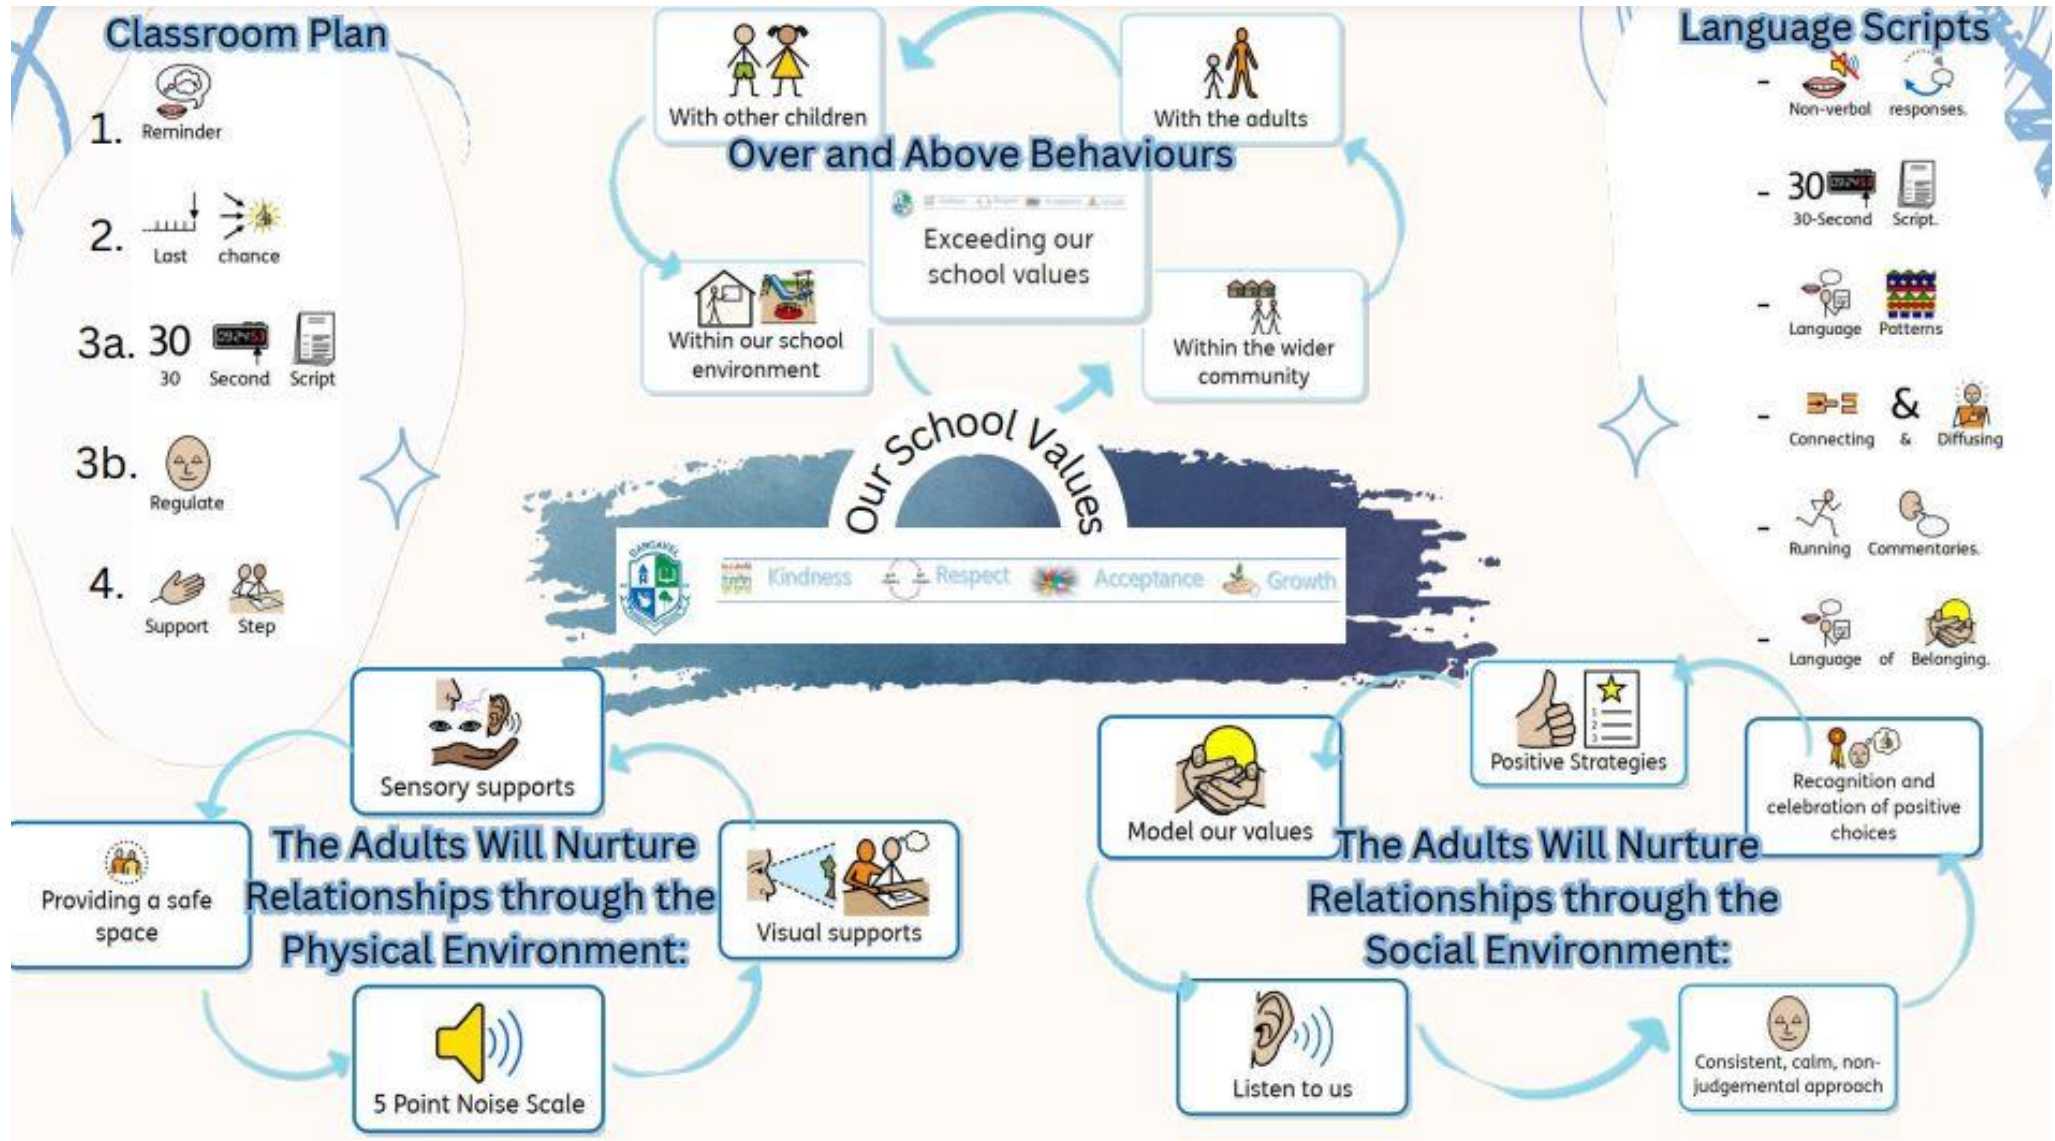 Classroom Plan
1.
Reminder
2.
Last chance
3a. 30
30 Second Script
3b.
Regulate
4.
Support Step
With other children
With the adults
Over and Above Behaviours
Exceeding our
school values
Within our school
environment
Within the wider
community
Language Scripts
- Non-verbal responses.
- 30
30-Second Script.
- Language Patterns
- &
Connecting & Diffusing
- Running Commentaries.
- Language of Belonging.
Our School Values
Kindness Respect Acceptance Growth
Sensory supports
Providing a safe
space
The Adults Will Nurture
Relationships through the
Physical Environment:
Visual supports
5 Point Noise Scale
Positive Strategies
Model our values
Recognition and
celebration of positive
choices
The Adults Will Nurture
Relationships through the
Social Environment:
Listen to us
Consistent, calm, non-
judgemental approach